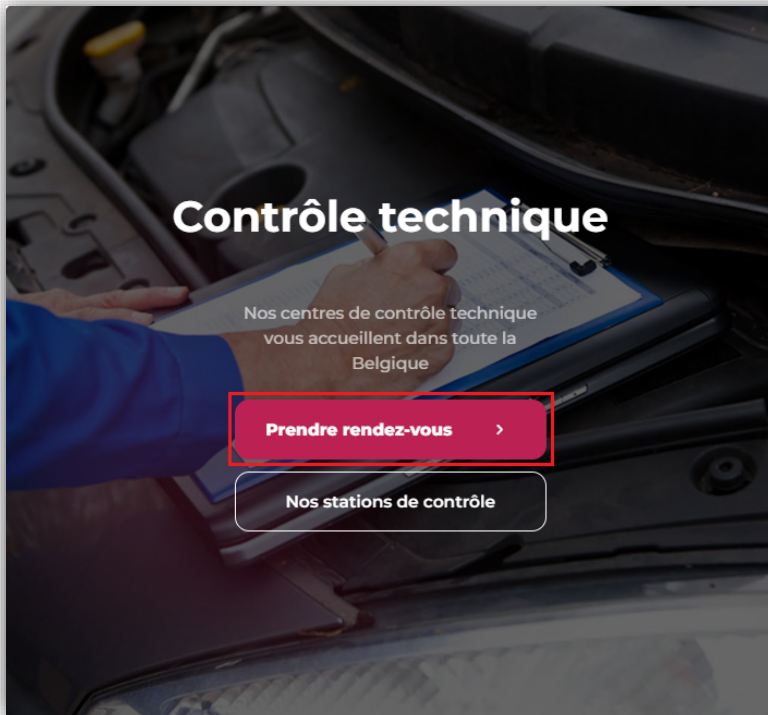 Contrôle technique
Nos centres de contrôle technique
vous accueillent dans toute la
Belgique
Prendre rendez-vous
Nos stations de contrôle